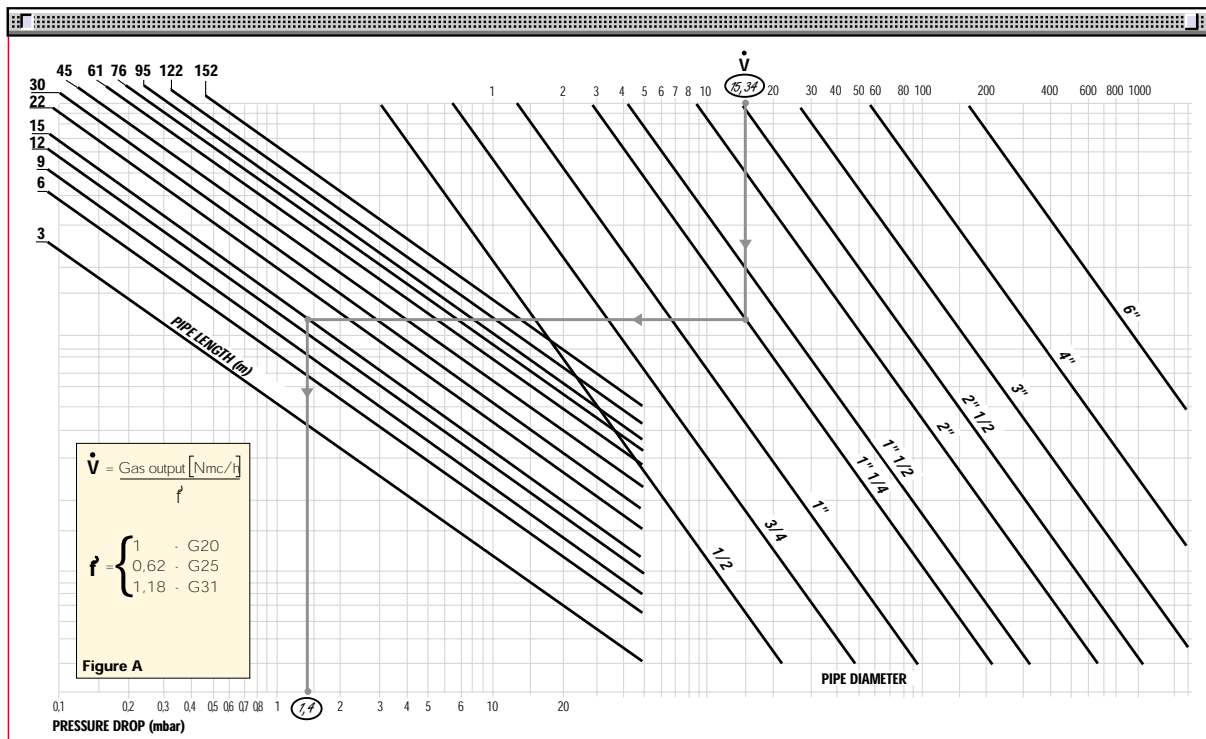 45 61 76 95 122 152
30
22
15
12
9
6
3
V̇
15,34
1 2 3 4 5 6 7 8 10 20 30 40 50 60 80 100 200 400 600 800 1000
PIPE LENGTH (m)
6"
4"
3"
2" 1/2
2"
1" 1/2
1" 1/4
1"
3/4
1/2
V̇ = Gas output [Nmc/h]
f
f = { 1 - G20
0,62 - G25
1,18 - G31
Figure A
PIPE DIAMETER
0,1 0,2 0,3 0,4 0,5 0,6 0,7 0,8 1 1,4 2 3 4 5 6 10 20
PRESSURE DROP (mbar)